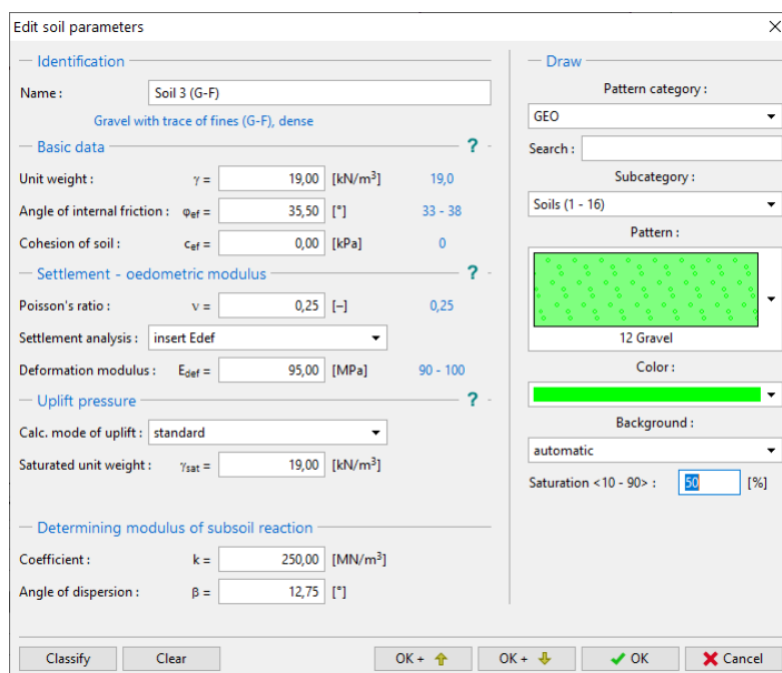 Edit soil parameters
Identification
Name : Soil 3 (G-F)
Gravel with trace of fines (G-F), dense
Basic data ?
Unit weight : γ = 19,00 [kN/m³] 19,0
Angle of internal friction : φef = 35,50 [°] 33 - 38
Cohesion of soil : cef = 0,00 [kPa] 0
Settlement - oedometric modulus ?
Poisson's ratio : ν = 0,25 [–] 0,25
Settlement analysis : insert Edef
Deformation modulus : Edef = 95,00 [MPa] 90 - 100
Uplift pressure ?
Calc. mode of uplift : standard
Saturated unit weight : γsat = 19,00 [kN/m³]
Determining modulus of subsoil reaction
Coefficient : k = 250,00 [MN/m³]
Angle of dispersion : β = 12,75 [°]
Draw
Pattern category :
GEO
Search :
Subcategory :
Soils (1 - 16)
Pattern :
12 Gravel
Color :
Background :
automatic
Saturation <10 - 90> : 50 [%]
Classify Clear OK + OK + OK Cancel